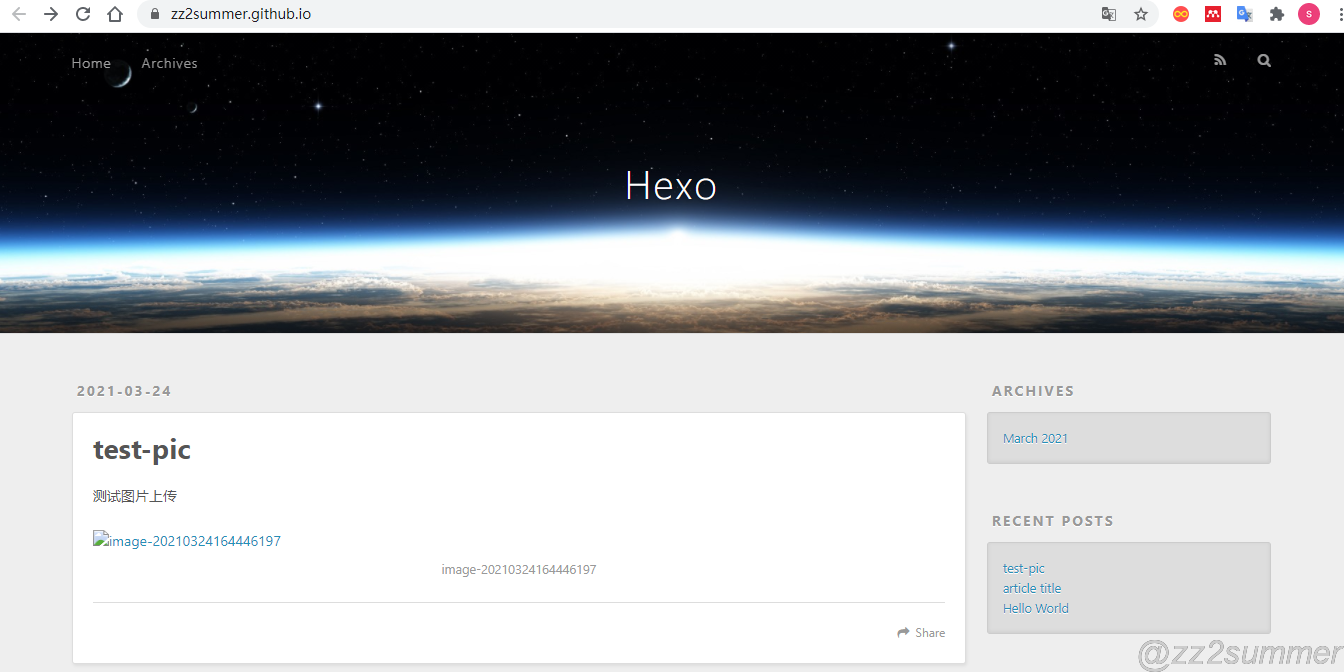 zz2summer.github.io
S
Home
Archives
Hexo
2021-03-24
test-pic
测试图片上传
image-20210324164446197
image-20210324164446197
Share
ARCHIVES
March 2021
RECENT POSTS
test-pic
article title
Hello World
@zz2summer